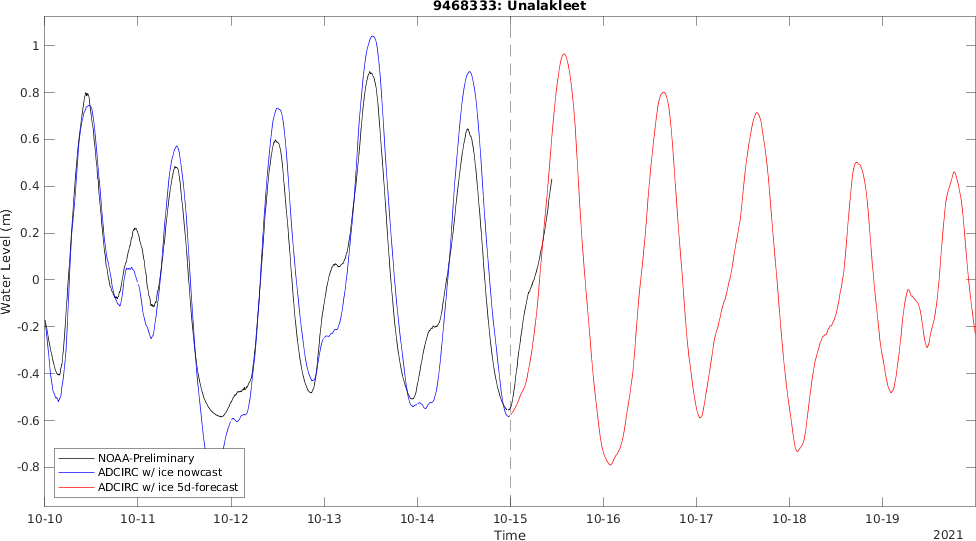 9468333: Unalakleet
Water Level (m)
1
0.8
0.6
0.4
0.2
0
-0.2
-0.4
-0.6
-0.8
NOAA-Preliminary
ADCIRC w/ ice nowcast
ADCIRC w/ ice 5d-forecast
10-10 10-11 10-12 10-13 10-14 10-15 10-16 10-17 10-18 10-19
Time
2021